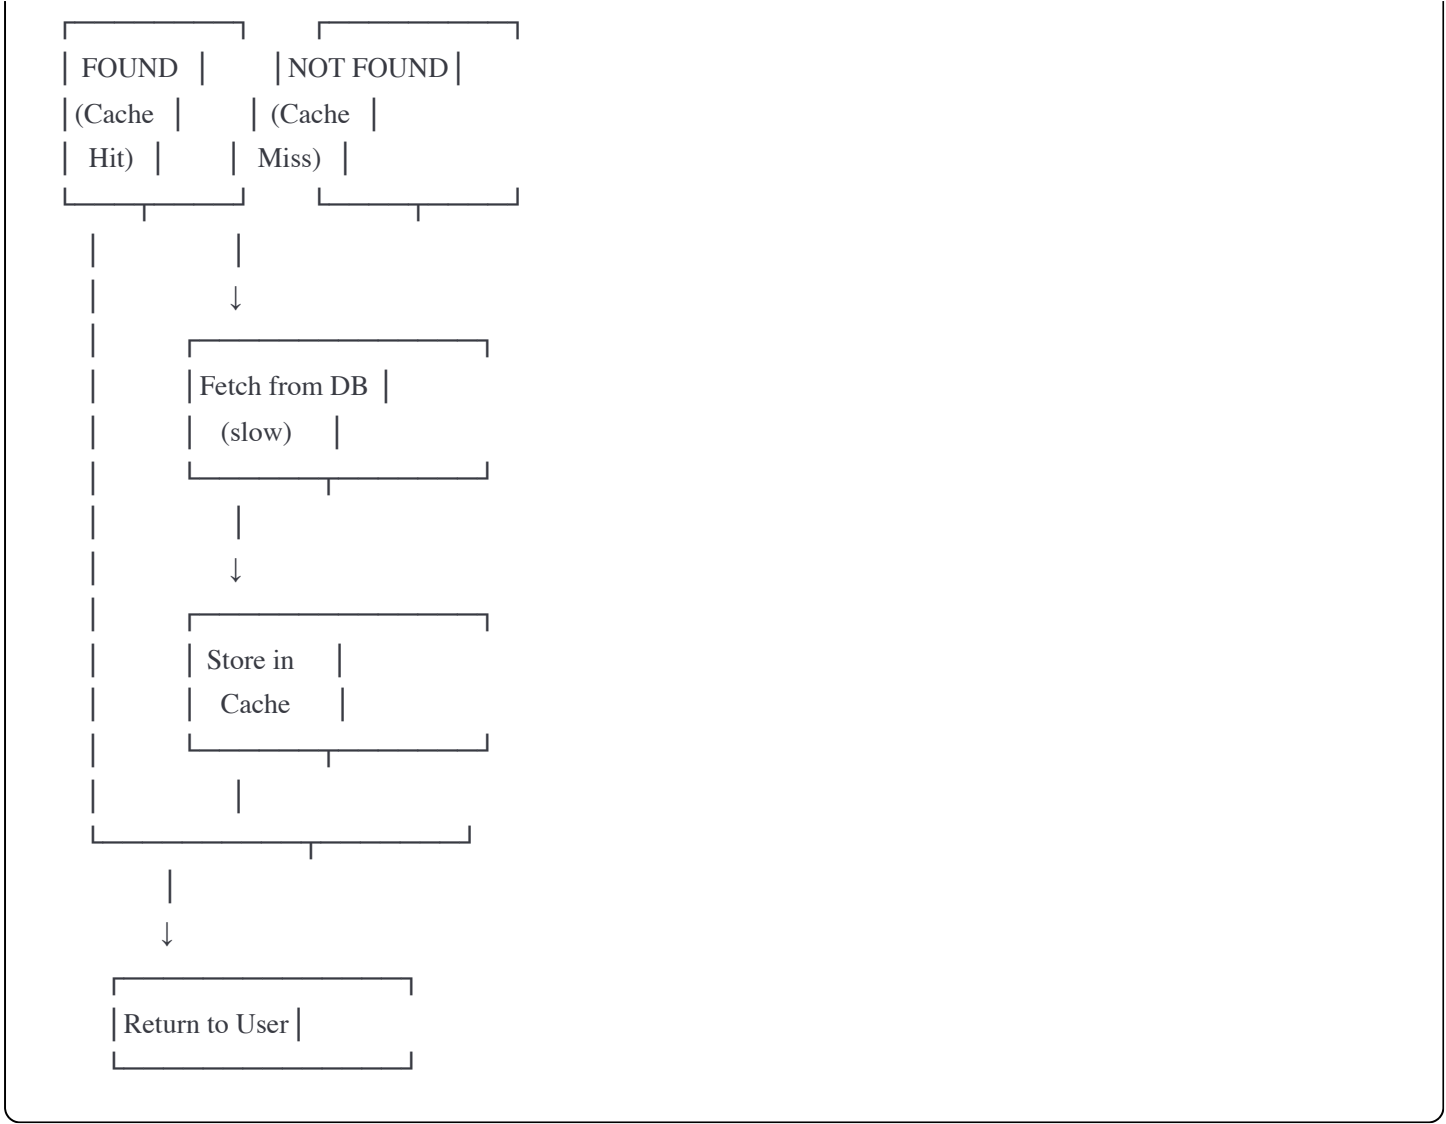 FOUND NOT FOUND
(Cache (Cache
Hit) Miss)
↓
Fetch from DB
(slow)
↓
Store in
Cache
↓
Return to User